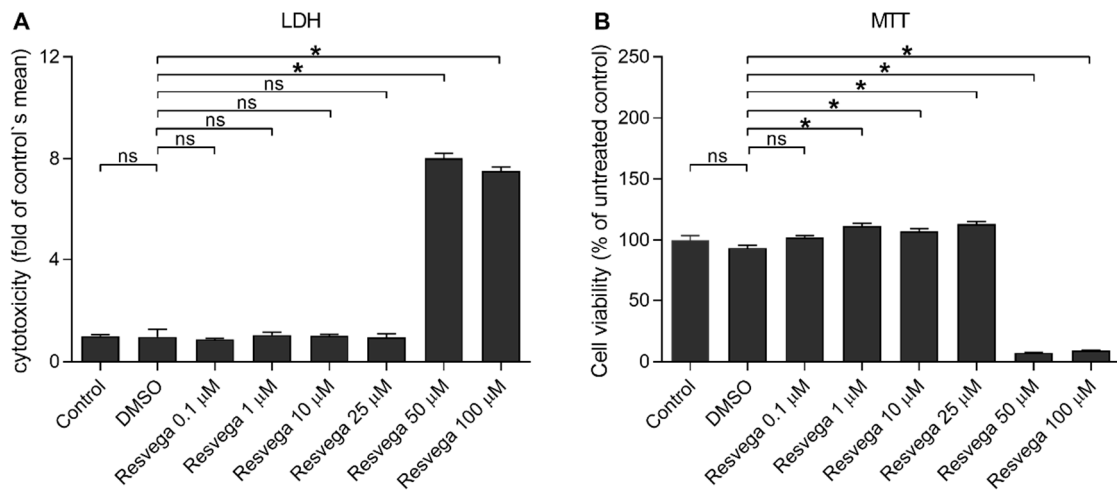 A
LDH
cytotoxicity (fold of control`s mean)
12
8
4
0
*
*
ns
ns
ns
ns
ns
Control
DMSO
Resvega 0.1 μM
Resvega 1 μM
Resvega 10 μM
Resvega 25 μM
Resvega 50 μM
Resvega 100 μM
B
MTT
Cell viability (% of untreated control)
250
200
150
100
50
0
*
*
*
*
*
ns
ns
Control
DMSO
Resvega 0.1 μM
Resvega 1 μM
Resvega 10 μM
Resvega 25 μM
Resvega 50 μM
Resvega 100 μM